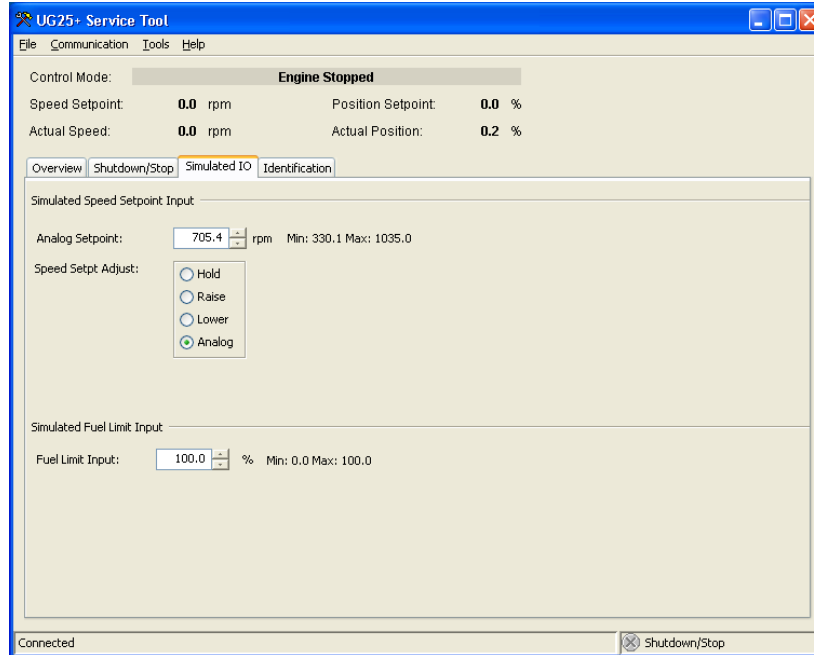 UG25+ Service Tool
File Communication Tools Help
Control Mode: Engine Stopped
Speed Setpoint: 0.0 rpm Position Setpoint: 0.0 %
Actual Speed: 0.0 rpm Actual Position: 0.2 %
Overview Shutdown/Stop Simulated IO Identification
Simulated Speed Setpoint Input
Analog Setpoint: 705.4 rpm Min: 330.1 Max: 1035.0
Speed Setpt Adjust: Hold
Raise
Lower
Analog
Simulated Fuel Limit Input
Fuel Limit Input: 100.0 % Min: 0.0 Max: 100.0
Connected Shutdown/Stop